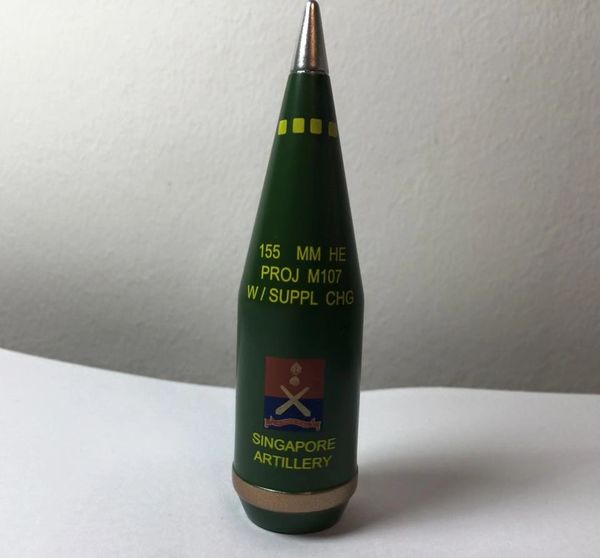 155 MM HE
PROJ M107
W / SUPPL CHG
SINGAPORE
ARTILLERY